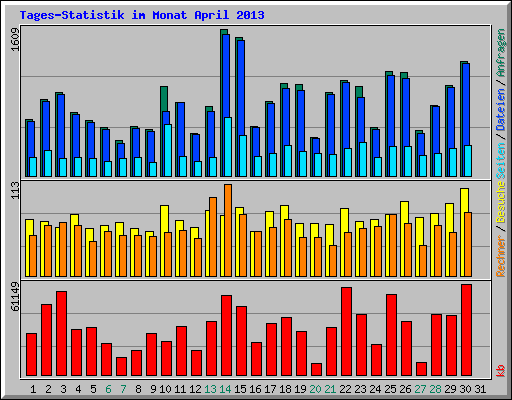 Tages-Statistik im Monat April 2013
1609
113
61149
Rechner / Besuche Seiten / Dateien / Anfragen
kb
1 2 3 4 5 6 7 8 9 10 11 12 13 14 15 16 17 18 19 20 21 22 23 24 25 26 27 28 29 30 31